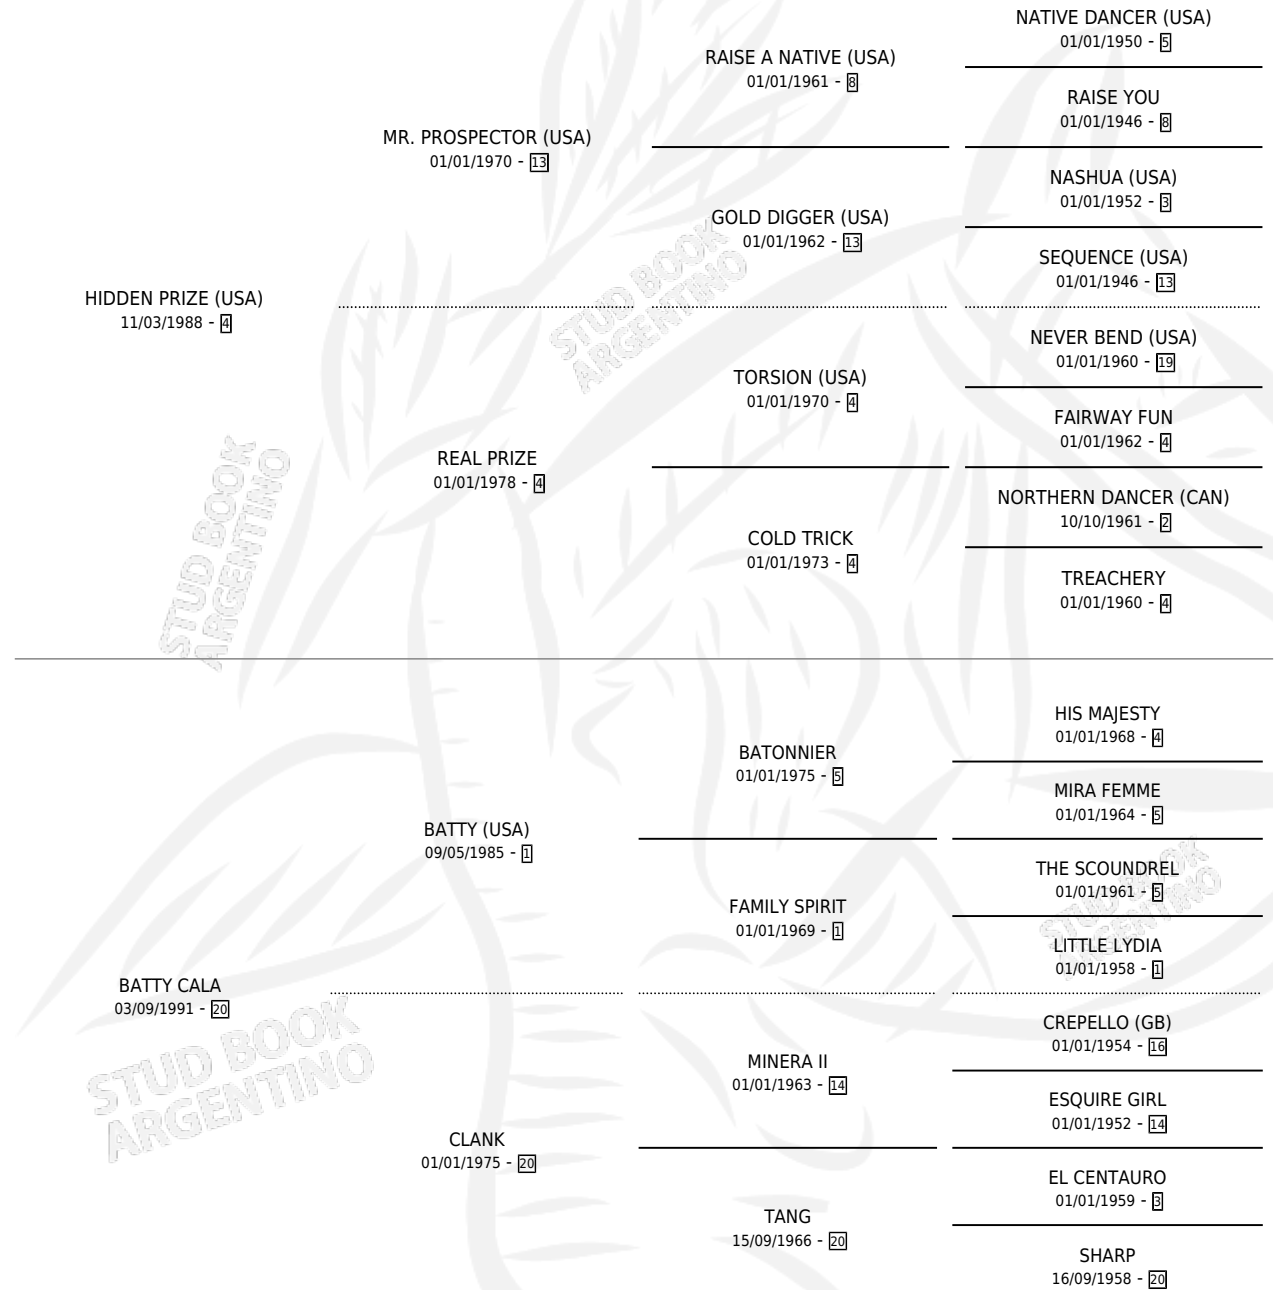 NATIVE DANCER (USA)
01/01/1950 - 5
RAISE A NATIVE (USA)
01/01/1961 - 8
RAISE YOU
01/01/1946 - 8
MR. PROSPECTOR (USA)
01/01/1970 - 13
NASHUA (USA)
01/01/1952 - 3
GOLD DIGGER (USA)
01/01/1962 - 13
SEQUENCE (USA)
01/01/1946 - 13
HIDDEN PRIZE (USA)
11/03/1988 - 4
NEVER BEND (USA)
01/01/1960 - 19
TORSION (USA)
01/01/1970 - 4
FAIRWAY FUN
01/01/1962 - 4
REAL PRIZE
01/01/1978 - 4
NORTHERN DANCER (CAN)
10/10/1961 - 2
COLD TRICK
01/01/1973 - 4
TREACHERY
01/01/1960 - 4
HIS MAJESTY
01/01/1968 - 4
BATONNIER
01/01/1975 - 5
MIRA FEMME
01/01/1964 - 5
BATTY (USA)
09/05/1985 - 1
THE SCOUNDREL
01/01/1961 - 5
FAMILY SPIRIT
01/01/1969 - 1
LITTLE LYDIA
01/01/1958 - 1
BATTY CALA
03/09/1991 - 20
CREPELLO (GB)
01/01/1954 - 16
MINERA II
01/01/1963 - 14
ESQUIRE GIRL
01/01/1952 - 14
CLANK
01/01/1975 - 20
EL CENTAURO
01/01/1959 - 3
TANG
15/09/1966 - 20
SHARP
16/09/1958 - 20
STUD BOOK
ARGENTINO
STUD BOOK
ARGENTINO
STUD BOOK
ARGENTINO
STUD BOOK
ARGENTINO